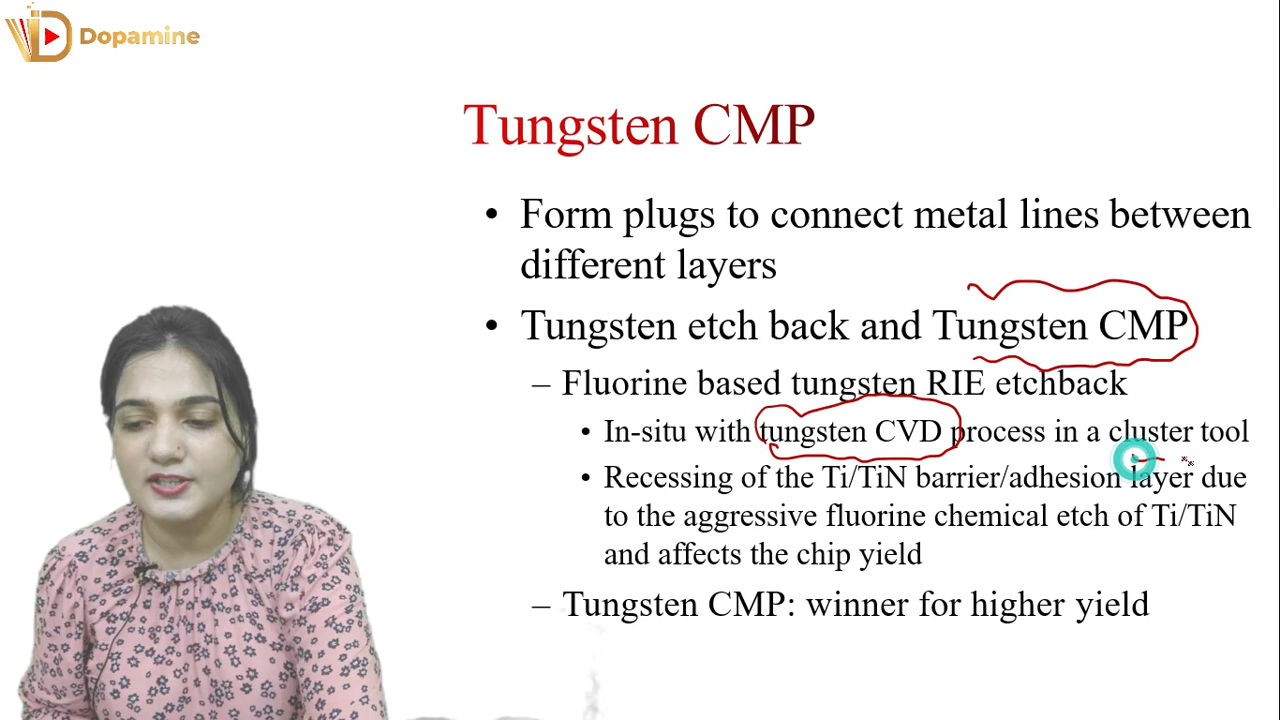 Dopamine
Tungsten CMP
• Form plugs to connect metal lines between
different layers
• Tungsten etch back and Tungsten CMP
– Fluorine based tungsten RIE etchback
• In-situ with tungsten CVD process in a cluster tool
• Recessing of the Ti/TiN barrier/adhesion layer due
to the aggressive fluorine chemical etch of Ti/TiN
and affects the chip yield
– Tungsten CMP: winner for higher yield